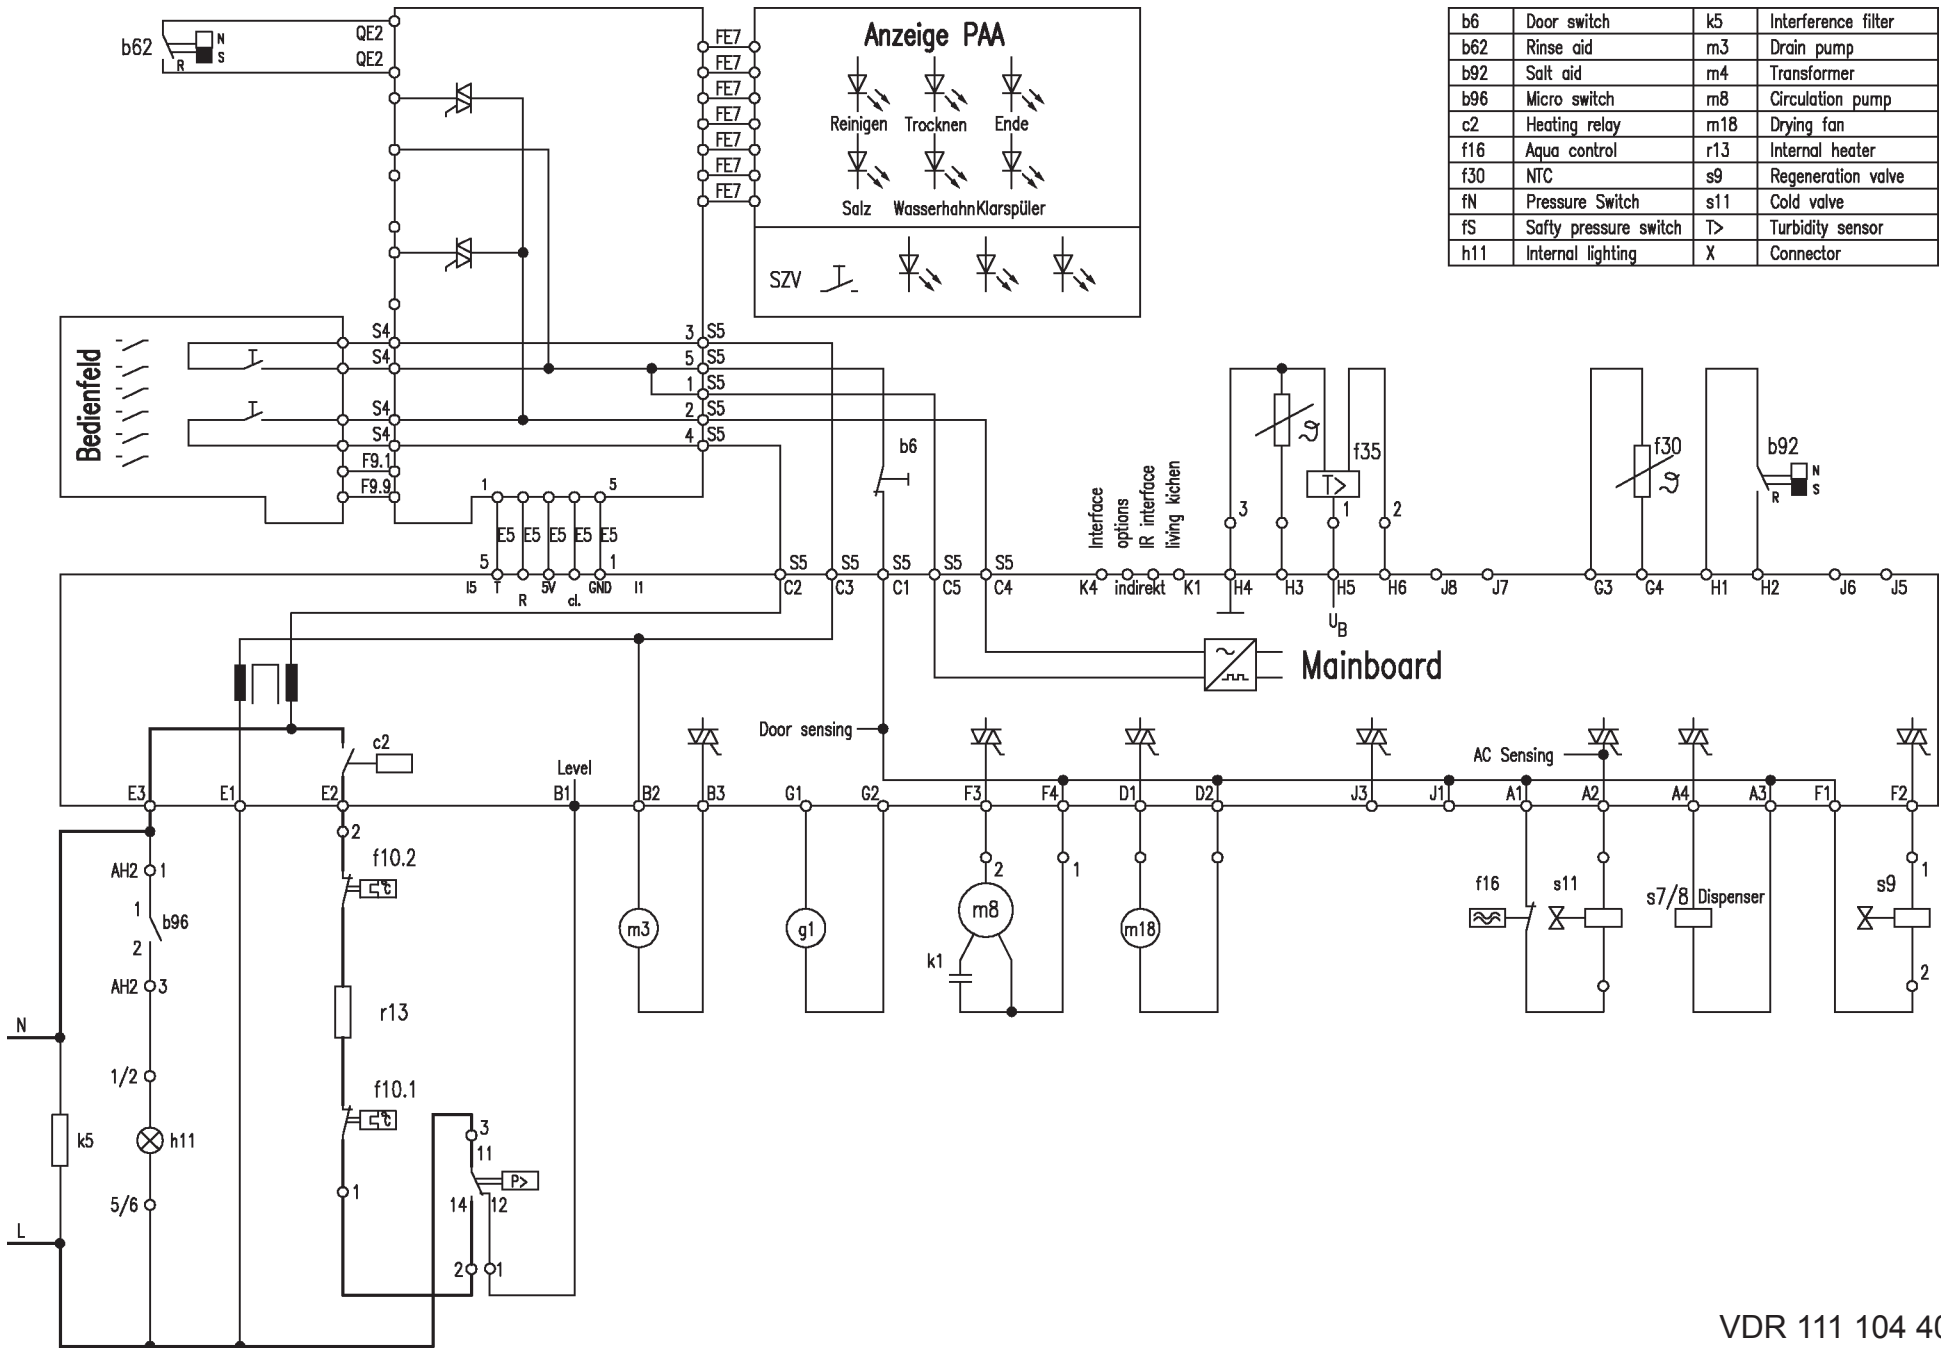 Anzeige PAA
Reinigen Trocknen Ende
Salz Wasserhahn Klarspüler
SZV
b6 Door switch k5 Interference filter
b62 Rinse aid m3 Drain pump
b92 Salt aid m4 Transformer
b96 Micro switch m8 Circulation pump
c2 Heating relay m18 Drying fan
f16 Aqua control r13 Internal heater
f30 NTC s9 Regeneration valve
fN Pressure Switch s11 Cold valve
fS Safty pressure switch T> Turbidity sensor
h11 Internal lighting X Connector
b62 N S R
QE2
QE2
FE7
FE7
FE7
FE7
FE7
FE7
FE7
Bedienfeld
S4 3 S5
S4 5 S5
1 S5
S4 2 S5
S4 4 S5
F9.1
F9.9
1 5
E5 E5 E5 E5 E5
5 1
I5 T R 5V cl. GND I1
b6
S5 S5 S5 S5 S5
C2 C3 C1 C5 C4
Interface
options
IR interface
living kichen
K4 indirekt K1
3 f35 T> 1 2
H4 H3 H5 H6 J8 J7
UB
f30
G3 G4
b92 N S R
H1 H2 J6 J5
Mainboard
c2
Door sensing
AC Sensing
Level
E3 E1 E2 B1 B2 B3 G1 G2 F3 F4 D1 D2 J3 J1 A1 A2 A4 A3 F1 F2
AH2 1
1 b96
2
AH2 3
1/2
h11
5/6
N
k5
L
2
f10.2
°C
r13
f10.1
°C
1
3
11
P>
14 12
2 1
m3
g1
2 1
m8
k1
m18
f16 s11
s7/8 Dispenser
1
s9
2
VDR 111 104 40